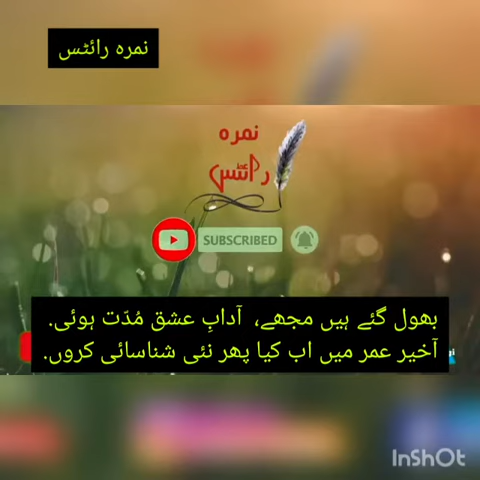 نمرہ رائٹس
نمرہ
رائٹس
SUBSCRIBED
بھول گئے ہیں مجھے، آدابِ عشق مُدّت ہوئی.
آخیر عمر میں اب کیا پھر نئی شناسائی کروں.
InShOt